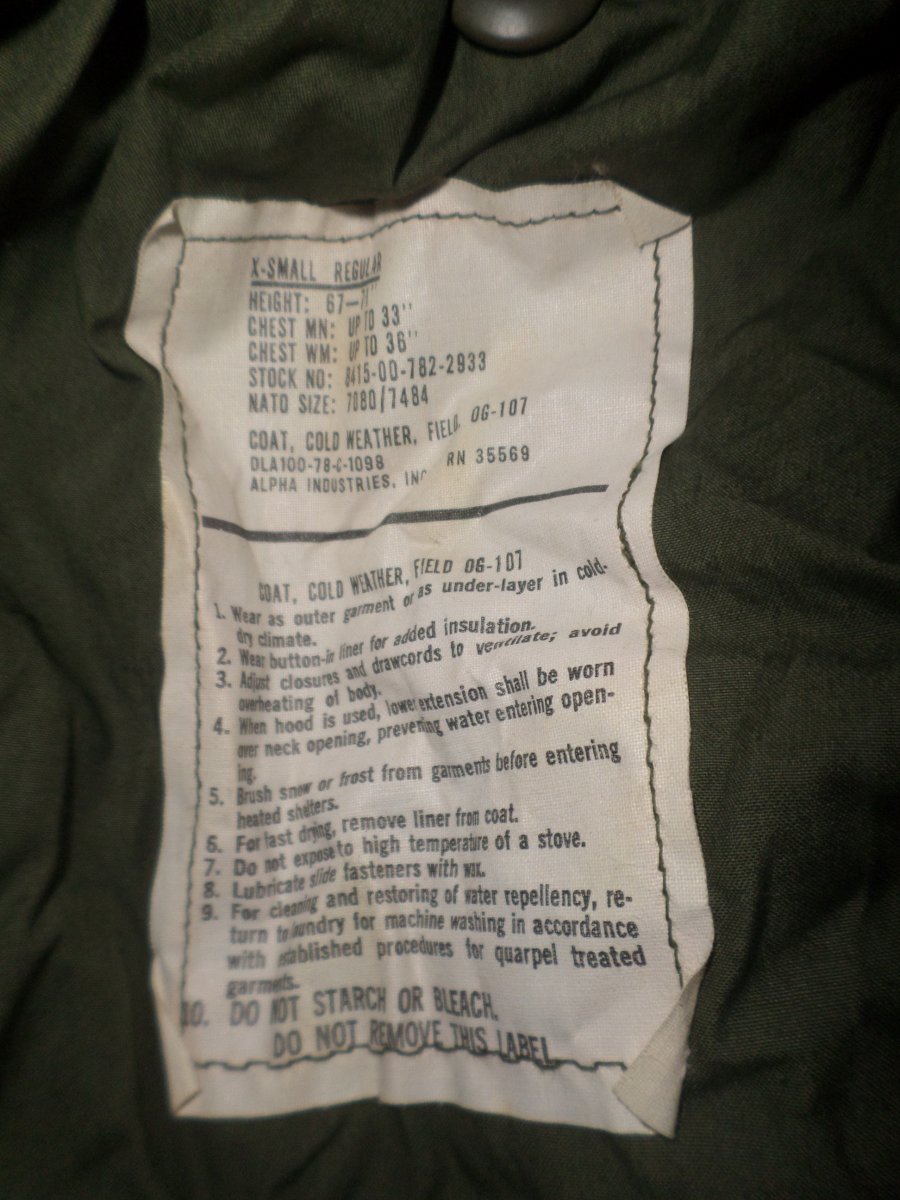 X-SMALL REGULAR
HEIGHT: 67-71"
CHEST MN: UP TO 33"
CHEST WM: UP TO 36"
STOCK NO: 8415-00-782-2933
NATO SIZE: 7080/7484
COAT, COLD WEATHER, FIELD, OG-107
DLA100-78-C-1098 RN 35569
ALPHA INDUSTRIES, INC
COAT, COLD WEATHER, FIELD OG-107
1. Wear as outer garment or as under-layer in cold-
dry climate.
2. Wear button-in liner for added insulation.
3. Adjust closures and drawcords to ventilate; avoid
overheating of body.
4. When hood is used, lower extension shall be worn
over neck opening, preventing water entering open-
ing.
5. Brush snow or frost from garments before entering
heated shelters.
6. For fast drying, remove liner from coat.
7. Do not expose to high temperature of a stove.
8. Lubricate slide fasteners with wax.
9. For cleaning and restoring of water repellency, re-
turn to laundry for machine washing in accordance
with established procedures for quarpel treated
garments.
10. DO NOT STARCH OR BLEACH.
DO NOT REMOVE THIS LABEL